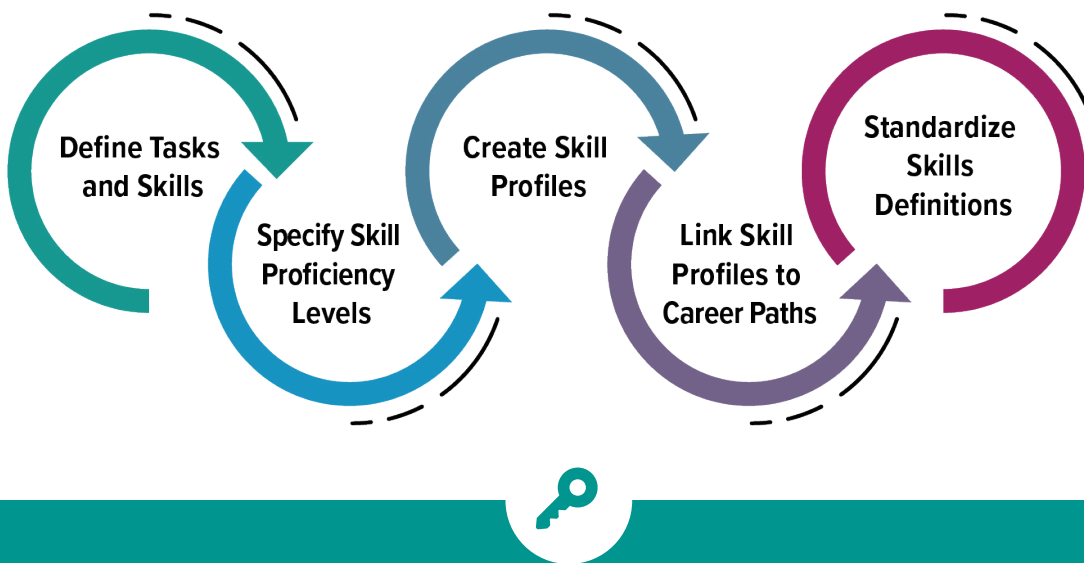 Define Tasks
and Skills
Specify Skill
Proficiency
Levels
Create Skill
Profiles
Link Skill
Profiles to
Career Paths
Standardize
Skills
Definitions